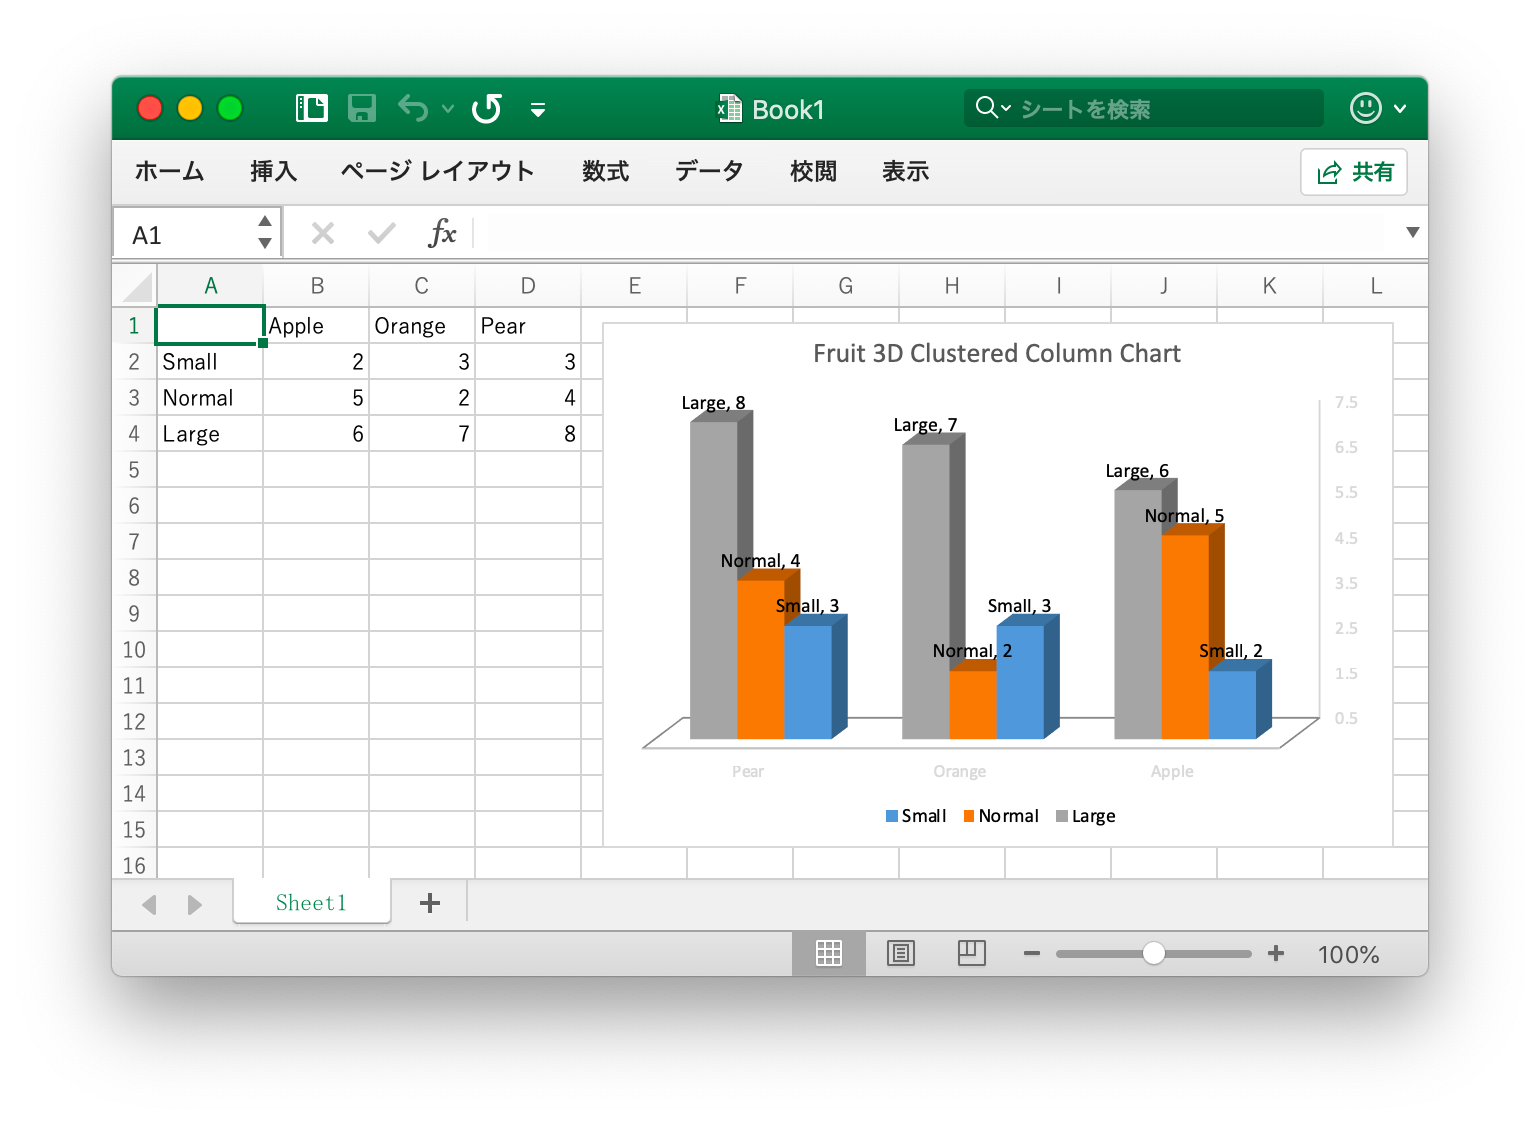 Book1
シートを検索
ホーム 挿入 ページ レイアウト 数式 データ 校閲 表示 共有
A1 fx
A B C D E F G H I J K L
1 Apple Orange Pear
2 Small 2 3 3
3 Normal 5 2 4
4 Large 6 7 8
5
6
7
8
9
10
11
12
13
14
15
16
Fruit 3D Clustered Column Chart
Large, 8
Normal, 4
Small, 3
Large, 7
Normal, 2
Small, 3
Large, 6
Normal, 5
Small, 2
7.5
6.5
5.5
4.5
3.5
2.5
1.5
0.5
Pear Orange Apple
Small Normal Large
Sheet1
100%